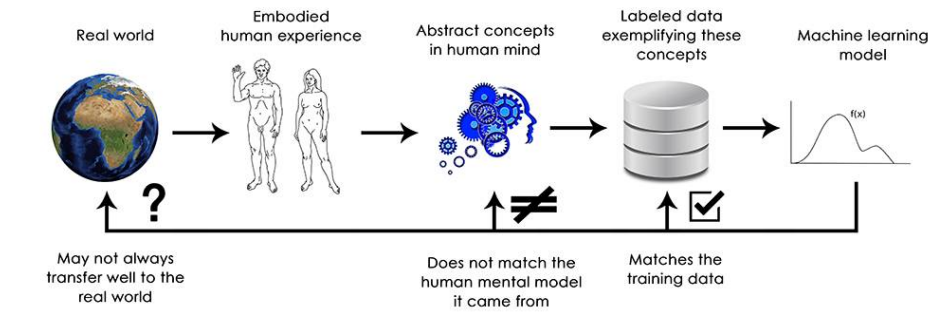 Real world
Embodied
human experience
Abstract concepts
in human mind
Labeled data
exemplifying these
concepts
Machine learning
model
f(x)
?
≠
May not always
transfer well to the
real world
Does not match the
human mental model
it came from
Matches the
training data